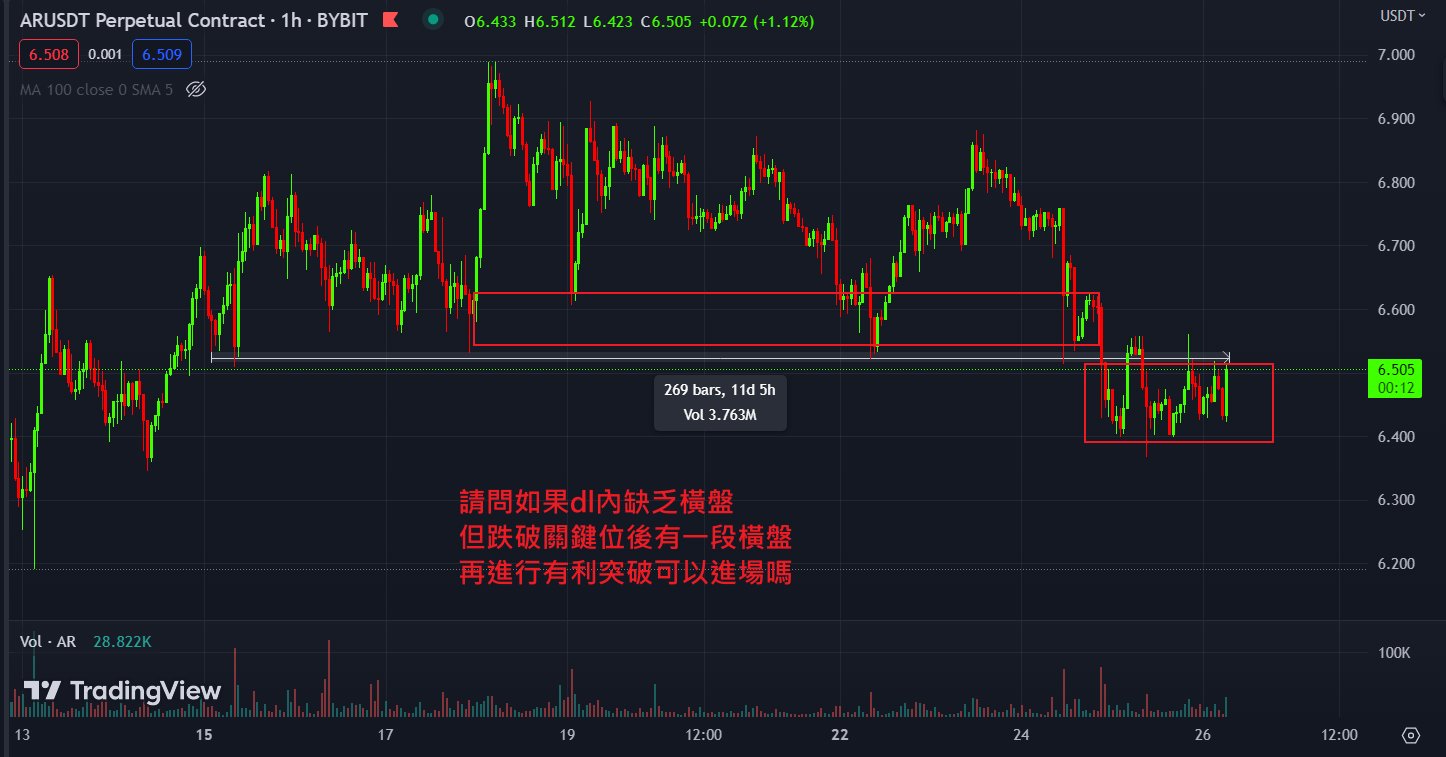 ARUSDT Perpetual Contract · 1h · BYBIT O6.433 H6.512 L6.423 C6.505 +0.072 (+1.12%)
USDT
6.508 0.001 6.509
MA 100 close 0 SMA 5
7.000
6.900
6.800
6.700
6.600
6.505
00:12
6.400
6.300
6.200
269 bars, 11d 5h
Vol 3.763M
請問如果dl內缺乏橫盤
但跌破關鍵位後有一段橫盤
再進行有利突破可以進場嗎
Vol · AR 28.822K
100K
TradingView
13 15 17 19 12:00 22 24 26 12:00